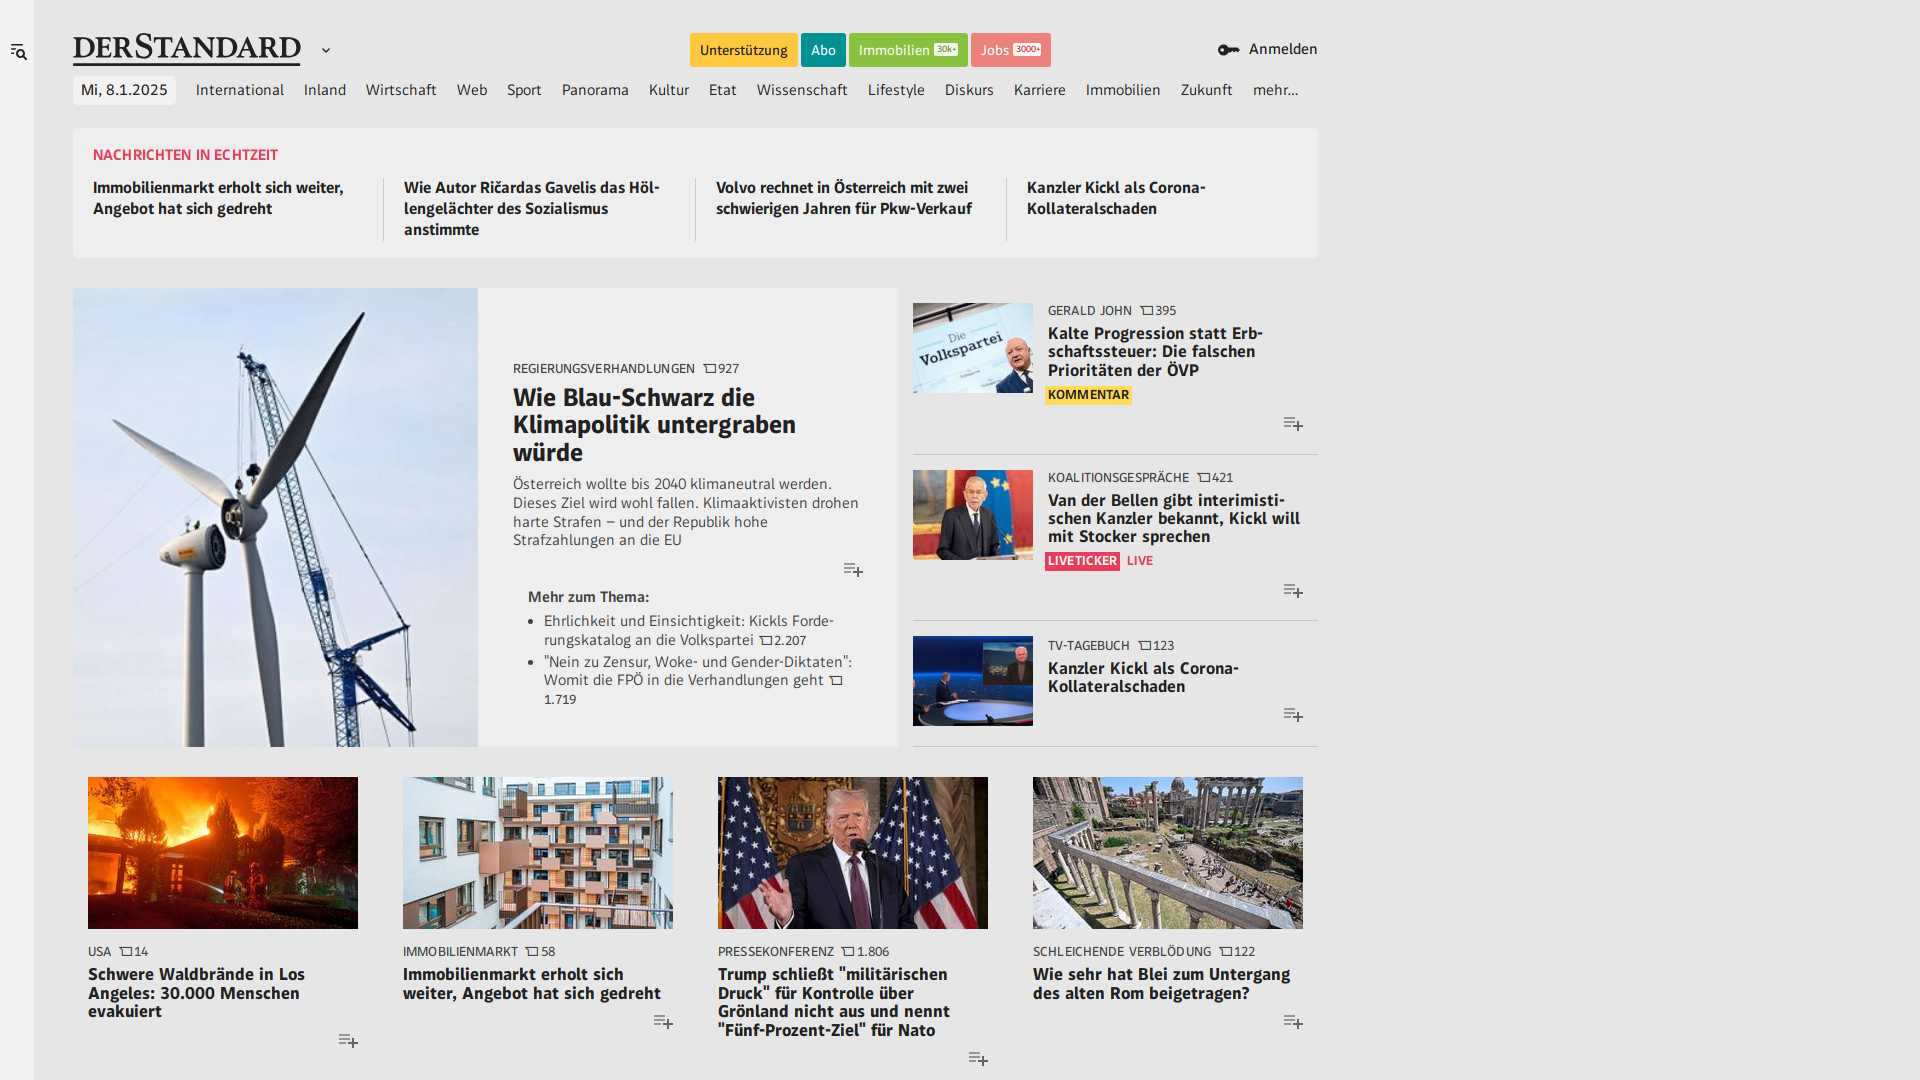 DERSTANDARD
Unterstützung
Abo
Immobilien 30k+
Jobs 3000+
Anmelden
Mi, 8.1.2025
International
Inland
Wirtschaft
Web
Sport
Panorama
Kultur
Etat
Wissenschaft
Lifestyle
Diskurs
Karriere
Immobilien
Zukunft
mehr…
NACHRICHTEN IN ECHTZEIT
Immobilienmarkt erholt sich weiter,
Angebot hat sich gedreht
Wie Autor Ričardas Gavelis das Höl-
lengelächter des Sozialismus
anstimmte
Volvo rechnet in Österreich mit zwei
schwierigen Jahren für Pkw-Verkauf
Kanzler Kickl als Corona-
Kollateralschaden
REGIERUNGSVERHANDLUNGEN 927
Wie Blau-Schwarz die
Klimapolitik untergraben
würde
Österreich wollte bis 2040 klimaneutral werden.
Dieses Ziel wird wohl fallen. Klimaaktivisten drohen
harte Strafen – und der Republik hohe
Strafzahlungen an die EU
Mehr zum Thema:
Ehrlichkeit und Einsichtigkeit: Kickls Forde-
rungskatalog an die Volkspartei 2.207
"Nein zu Zensur, Woke- und Gender-Diktaten":
Womit die FPÖ in die Verhandlungen geht
1.719
Die
Volkspartei
GERALD JOHN 395
Kalte Progression statt Erb-
schaftssteuer: Die falschen
Prioritäten der ÖVP
KOMMENTAR
KOALITIONSGESPRÄCHE 421
Van der Bellen gibt interimisti-
schen Kanzler bekannt, Kickl will
mit Stocker sprechen
LIVETICKER LIVE
TV-TAGEBUCH 123
Kanzler Kickl als Corona-
Kollateralschaden
USA 14
Schwere Waldbrände in Los
Angeles: 30.000 Menschen
evakuiert
IMMOBILIENMARKT 58
Immobilienmarkt erholt sich
weiter, Angebot hat sich gedreht
PRESSEKONFERENZ 1.806
Trump schließt "militärischen
Druck" für Kontrolle über
Grönland nicht aus und nennt
"Fünf-Prozent-Ziel" für Nato
SCHLEICHENDE VERBLÖDUNG 122
Wie sehr hat Blei zum Untergang
des alten Rom beigetragen?